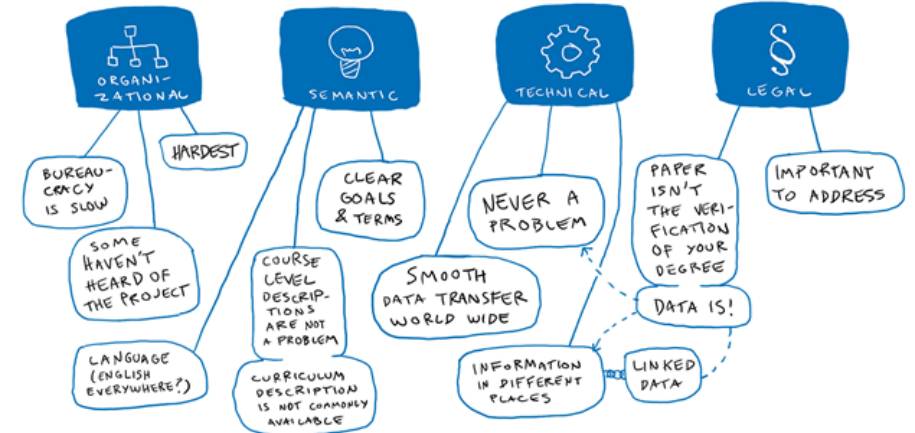 ORGANI-
ZATIONAL
BUREAU-
CRACY
IS SLOW
SOME
HAVEN'T
HEARD OF
THE PROJECT
HARDEST
SEMANTIC
LANGUAGE
(ENGLISH
EVERYWHERE?)
COURSE
LEVEL
DESCRIP-
TIONS
ARE NOT
A PROBLEM
CURRICULUM
DESCRIPTION
IS NOT COMMONLY
AVAILABLE
CLEAR
GOALS
& TERMS
TECHNICAL
SMOOTH
DATA TRANSFER
WORLD WIDE
NEVER A
PROBLEM
INFORMATION
IN DIFFERENT
PLACES
LINKED
DATA
§
LEGAL
PAPER
ISN'T
THE VERI-
FICATION
OF YOUR
DEGREE
DATA IS!
IMPORTANT
TO ADDRESS